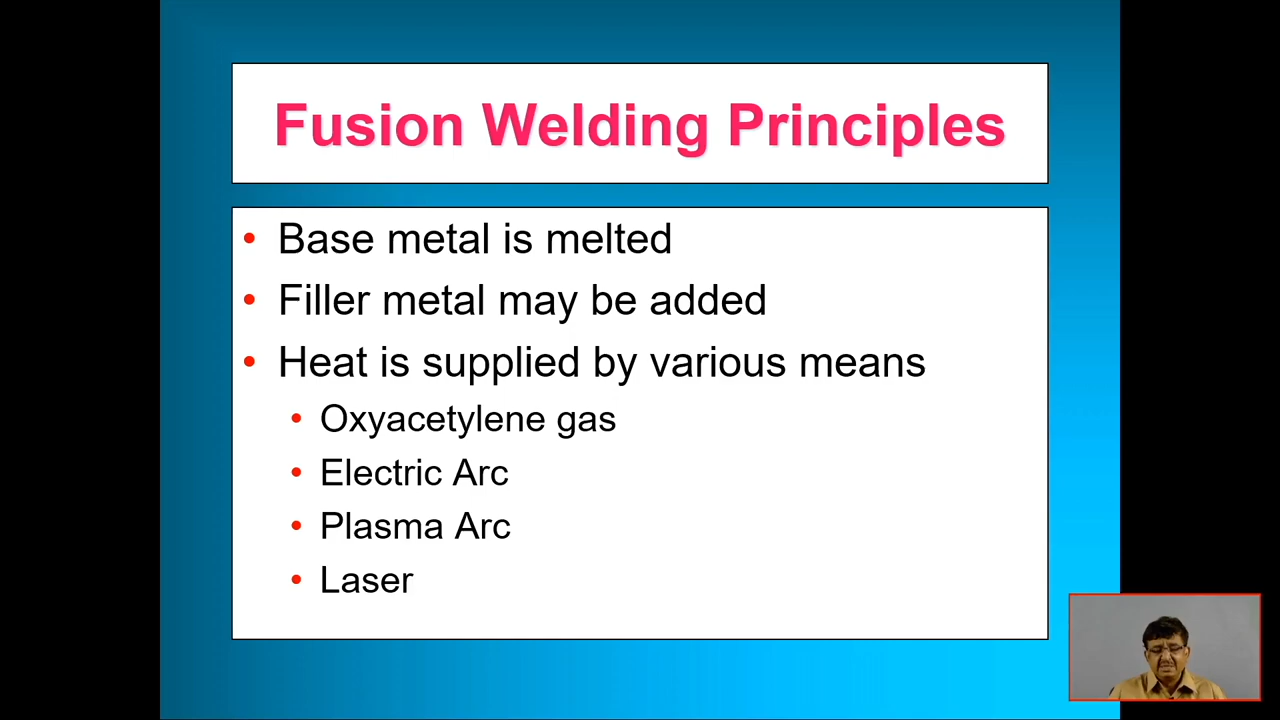 Fusion Welding Principles
• Base metal is melted
• Filler metal may be added
• Heat is supplied by various means
• Oxyacetylene gas
• Electric Arc
• Plasma Arc
• Laser